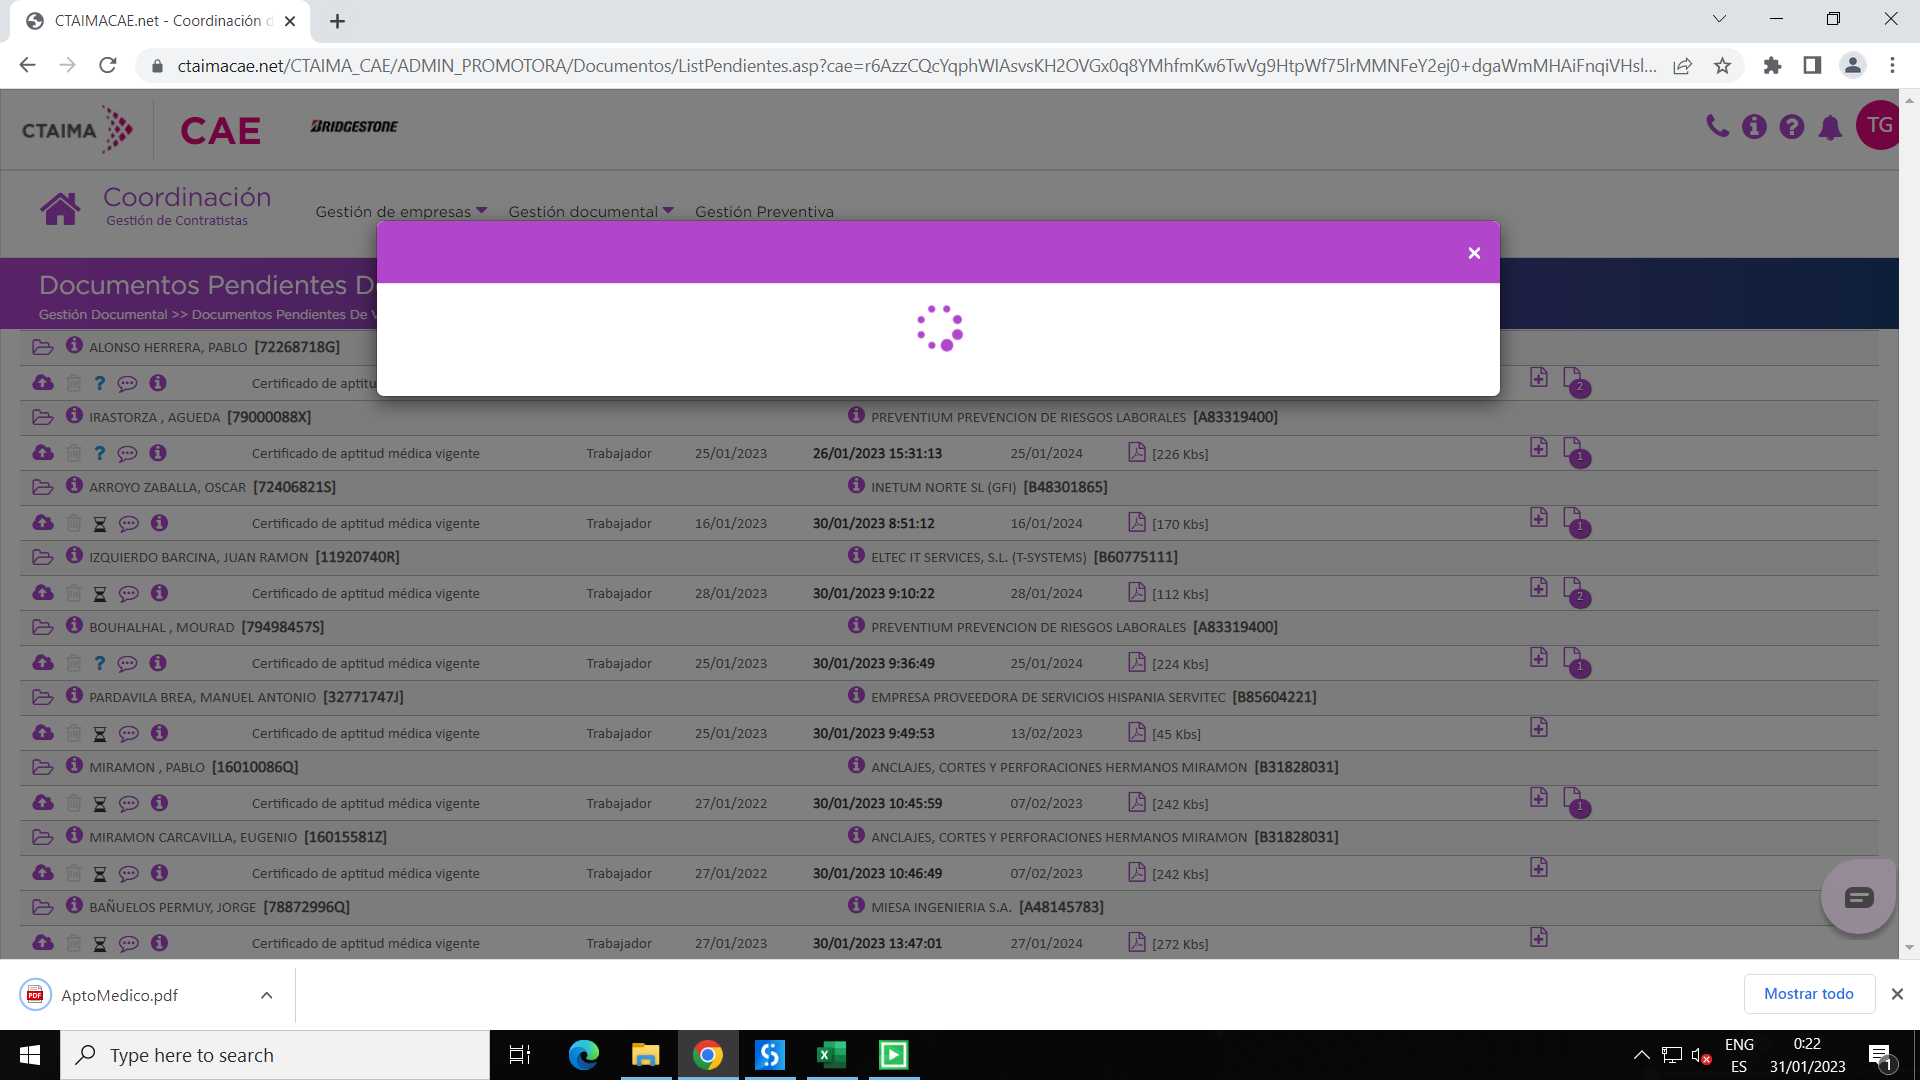 CTAIMACAE.net - Coordinación d
ctaimacae.net/CTAIMA_CAE/ADMIN_PROMOTORA/Documentos/ListPendientes.asp?cae=r6AzzCQcYqphWIAsvsKH2OVGx0q8YMhfmKw6TwVg9HtpWf75lrMMNFeY2ej0+dgaWmMHAiFnqiVHsl...
CTAIMA CAE BRIDGESTONE TG
Coordinación
Gestión de Contratistas
Gestión de empresas Gestión documental Gestión Preventiva
×
Documentos Pendientes D
Gestión Documental >> Documentos Pendientes De V
ALONSO HERRERA, PABLO [72268718G]
Certificado de aptitu 2
IRASTORZA , AGUEDA [79000088X] PREVENTIUM PREVENCION DE RIESGOS LABORALES [A83319400]
Certificado de aptitud médica vigente Trabajador 25/01/2023 26/01/2023 15:31:13 25/01/2024 [226 Kbs] 1
ARROYO ZABALLA, OSCAR [72406821S] INETUM NORTE SL (GFI) [B48301865]
Certificado de aptitud médica vigente Trabajador 16/01/2023 30/01/2023 8:51:12 16/01/2024 [170 Kbs] 1
IZQUIERDO BARCINA, JUAN RAMON [11920740R] ELTEC IT SERVICES, S.L. (T-SYSTEMS) [B60775111]
Certificado de aptitud médica vigente Trabajador 28/01/2023 30/01/2023 9:10:22 28/01/2024 [112 Kbs] 2
BOUHALHAL , MOURAD [79498457S] PREVENTIUM PREVENCION DE RIESGOS LABORALES [A83319400]
Certificado de aptitud médica vigente Trabajador 25/01/2023 30/01/2023 9:36:49 25/01/2024 [224 Kbs] 1
PARDAVILA BREA, MANUEL ANTONIO [32771747J] EMPRESA PROVEEDORA DE SERVICIOS HISPANIA SERVITEC [B85604221]
Certificado de aptitud médica vigente Trabajador 25/01/2023 30/01/2023 9:49:53 13/02/2023 [45 Kbs]
MIRAMON , PABLO [16010086Q] ANCLAJES, CORTES Y PERFORACIONES HERMANOS MIRAMON [B31828031]
Certificado de aptitud médica vigente Trabajador 27/01/2022 30/01/2023 10:45:59 07/02/2023 [242 Kbs] 1
MIRAMON CARCAVILLA, EUGENIO [16015581Z] ANCLAJES, CORTES Y PERFORACIONES HERMANOS MIRAMON [B31828031]
Certificado de aptitud médica vigente Trabajador 27/01/2022 30/01/2023 10:46:49 07/02/2023 [242 Kbs]
BAÑUELOS PERMUY, JORGE [78872996Q] MIESA INGENIERIA S.A. [A48145783]
Certificado de aptitud médica vigente Trabajador 27/01/2023 30/01/2023 13:47:01 27/01/2024 [272 Kbs]
PDF AptoMedico.pdf Mostrar todo
Type here to search
ENG 0:22
ES 31/01/2023 1